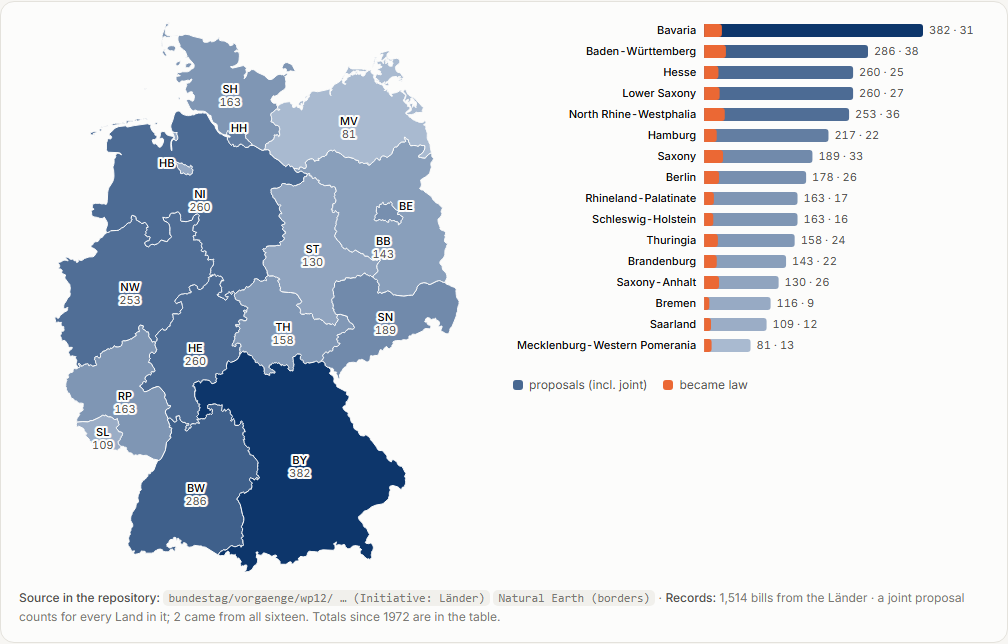 SH
163
HH
MV
81
HB
NI
260
BE
BB
143
ST
130
NW
253
SN
189
TH
158
HE
260
RP
163
SL
109
BY
382
BW
286
Bavaria 382 · 31
Baden-Württemberg 286 · 38
Hesse 260 · 25
Lower Saxony 260 · 27
North Rhine-Westphalia 253 · 36
Hamburg 217 · 22
Saxony 189 · 33
Berlin 178 · 26
Rhineland-Palatinate 163 · 17
Schleswig-Holstein 163 · 16
Thuringia 158 · 24
Brandenburg 143 · 22
Saxony-Anhalt 130 · 26
Bremen 116 · 9
Saarland 109 · 12
Mecklenburg-Western Pomerania 81 · 13
proposals (incl. joint) became law
Source in the repository: bundestag/vorgaenge/wp12/ … (Initiative: Länder) Natural Earth (borders) · Records: 1,514 bills from the Länder · a joint proposal
counts for every Land in it; 2 came from all sixteen. Totals since 1972 are in the table.